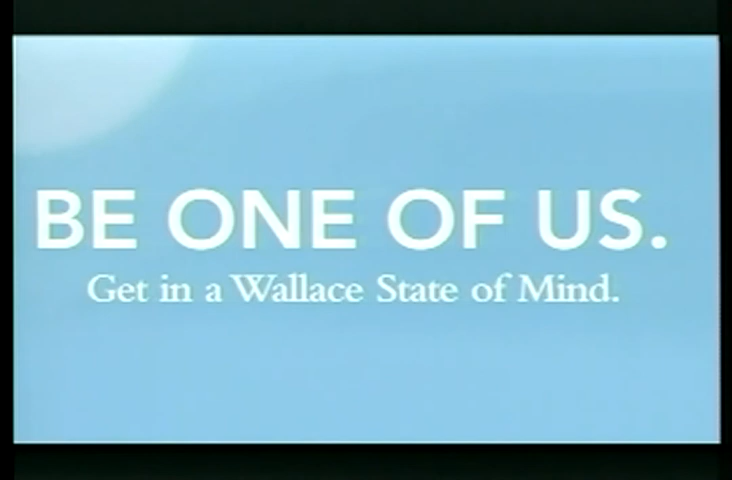 BE ONE OF US.
Get in a Wallace State of Mind.